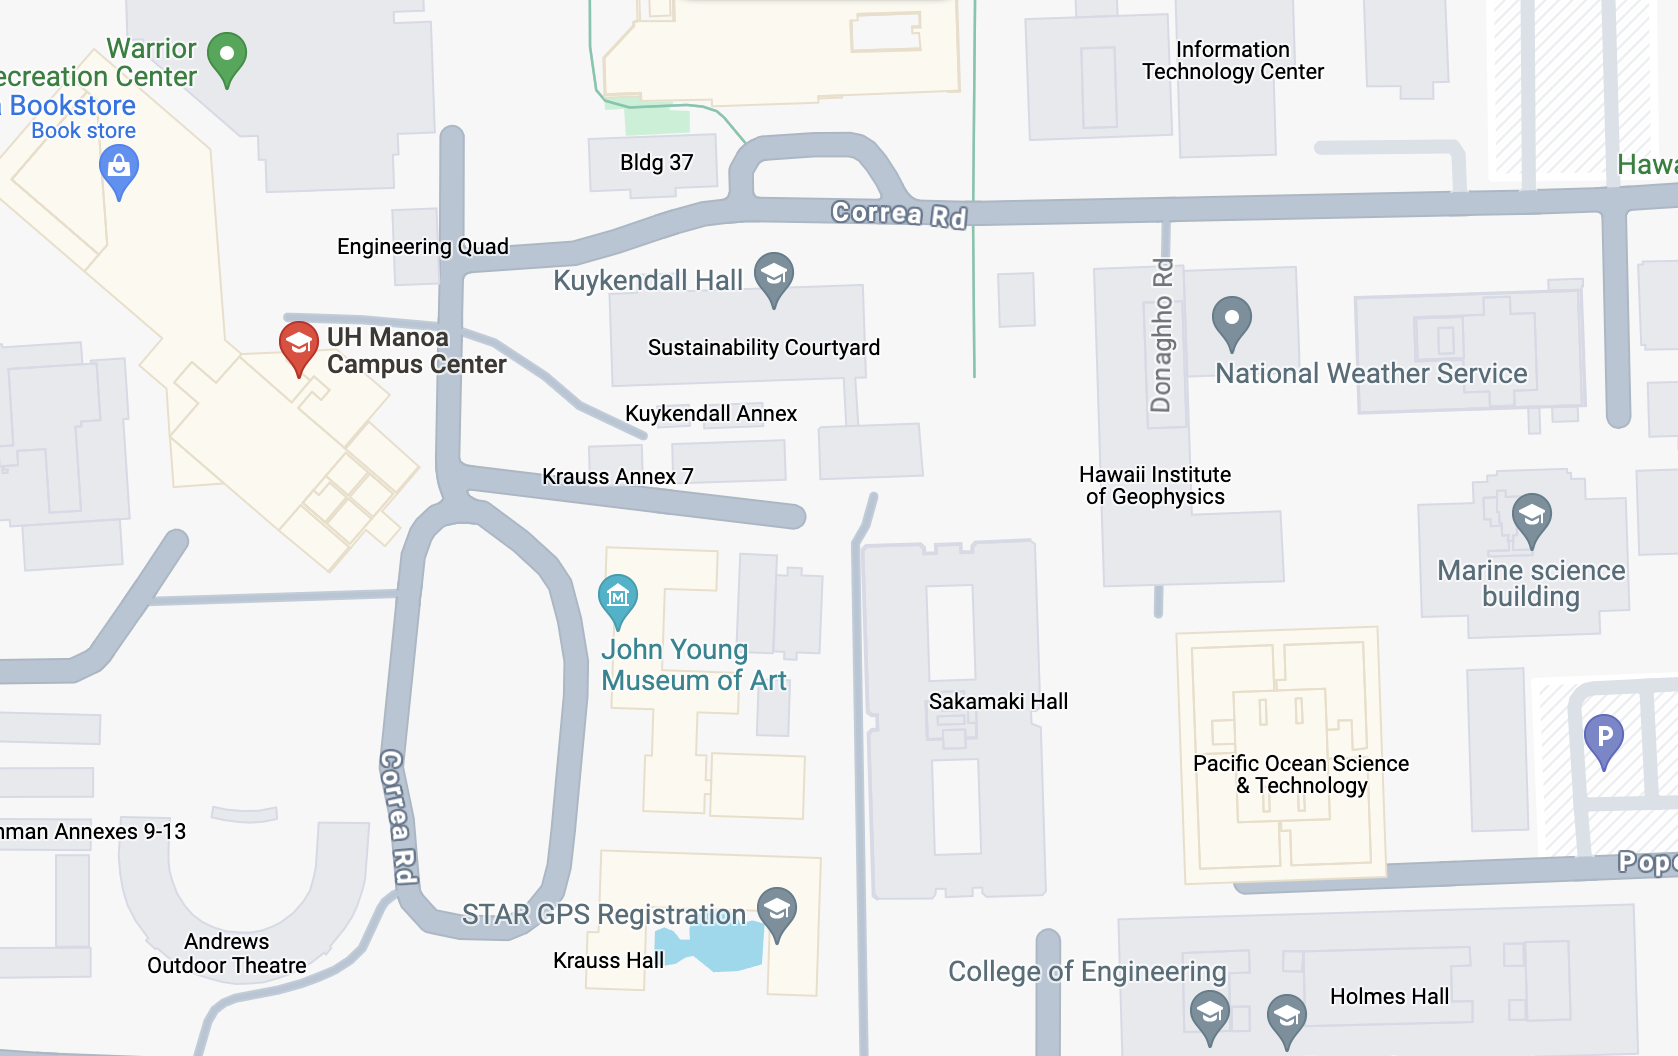 Warrior
ecreation Center
a Bookstore
Book store
Information
Technology Center
Bldg 37
Hawa
Correa Rd
Engineering Quad
Kuykendall Hall
Donaghho Rd
UH Manoa
Campus Center
Sustainability Courtyard
National Weather Service
Kuykendall Annex
Krauss Annex 7
Hawaii Institute
of Geophysics
Marine science
building
John Young
Museum of Art
Sakamaki Hall
P
Pacific Ocean Science
& Technology
Correa Rd
nman Annexes 9-13
Pope
STAR GPS Registration
Andrews
Outdoor Theatre
Krauss Hall
College of Engineering
Holmes Hall